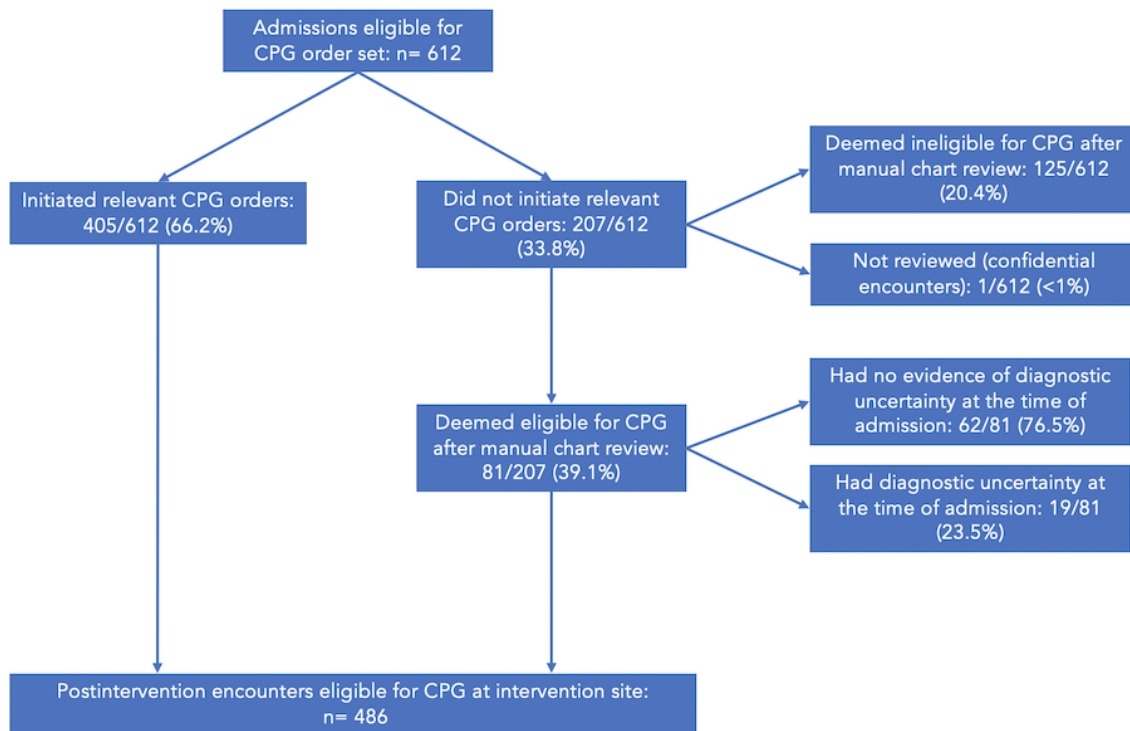 Admissions eligible for
CPG order set: n= 612
Initiated relevant CPG orders:
405/612 (66.2%)
Did not initiate relevant
CPG orders: 207/612
(33.8%)
Deemed ineligible for CPG after
manual chart review: 125/612
(20.4%)
Not reviewed (confidential
encounters): 1/612 (<1%)
Deemed eligible for CPG
after manual chart review:
81/207 (39.1%)
Had no evidence of diagnostic
uncertainty at the time of
admission: 62/81 (76.5%)
Had diagnostic uncertainty at
the time of admission: 19/81
(23.5%)
Postintervention encounters eligible for CPG at intervention site:
n= 486